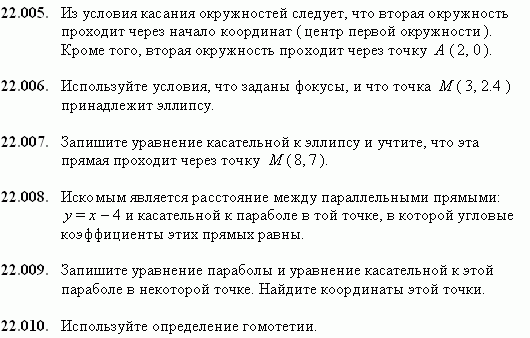 22.005. Из условия касания окружностей следует, что вторая окружность
проходит через начало координат ( центр первой окружности ).
Кроме того, вторая окружность проходит через точку A ( 2, 0 ).
22.006. Используйте условия, что заданы фокусы, и что точка M ( 3, 2.4 )
принадлежит эллипсу.
22.007. Запишите уравнение касательной к эллипсу и учтите, что эта
прямая проходит через точку M ( 8, 7 ).
22.008. Искомым является расстояние между параллельными прямыми:
y = x – 4 и касательной к параболе в той точке, в которой угловые
коэффициенты этих прямых равны.
22.009. Запишите уравнение параболы и уравнение касательной к этой
параболе в некоторой точке. Найдите координаты этой точки.
22.010. Используйте определение гомотетии.